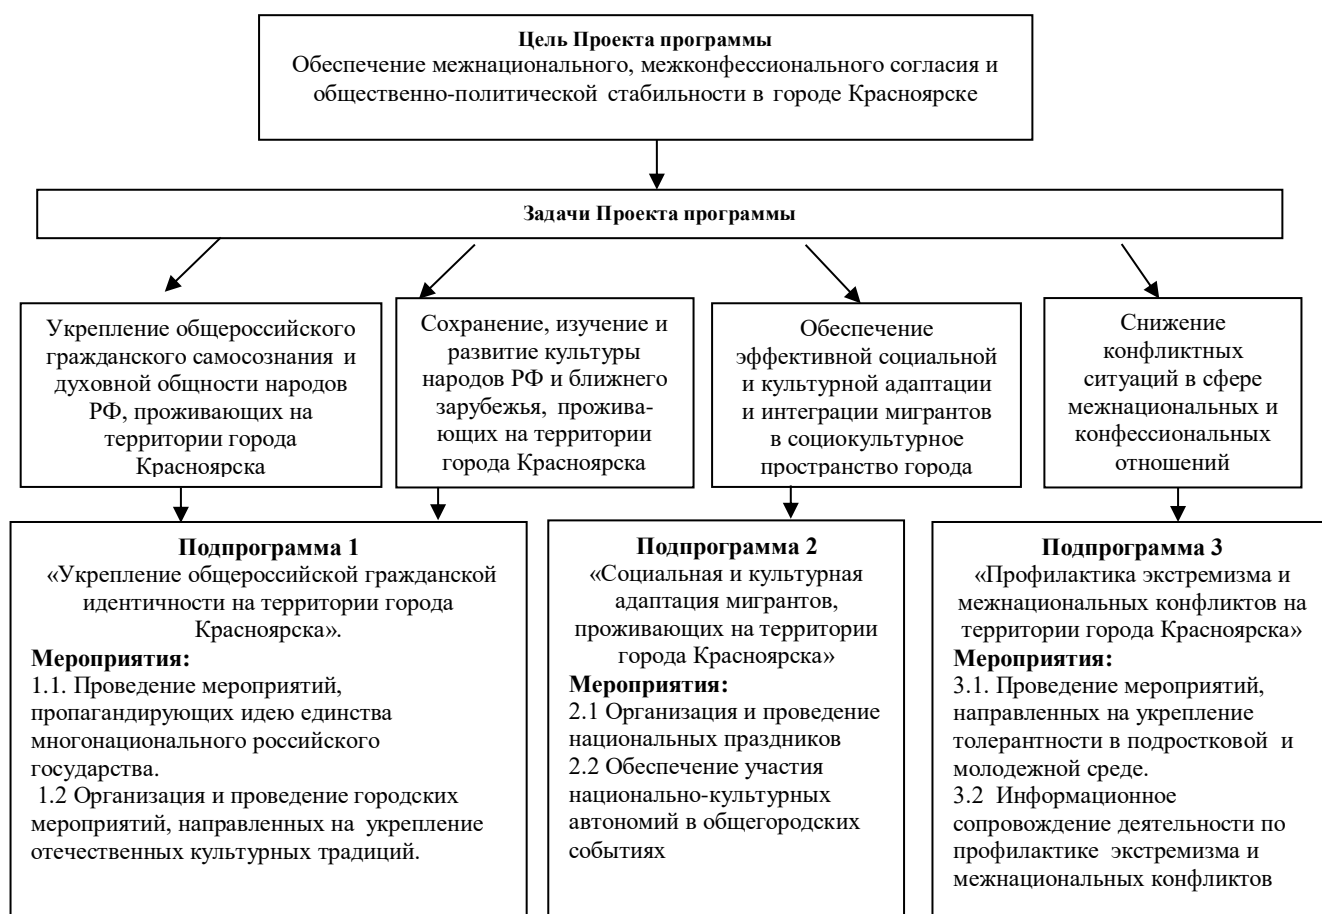 Цель Проекта программы
Обеспечение межнационального, межконфессионального согласия и
общественно-политической стабильности в городе Красноярске
Задачи Проекта программы
Укрепление общероссийского
гражданского самосознания и
духовной общности народов
РФ, проживающих на
территории города
Красноярска
Сохранение, изучение и
развитие культуры
народов РФ и ближнего
зарубежья, прожива-
ющих на территории
города Красноярска
Обеспечение
эффективной социальной
и культурной адаптации
и интеграции мигрантов
в социокультурное
пространство города
Снижение
конфликтных
ситуаций в сфере
межнациональных и
конфессиональных
отношений
Подпрограмма 1
«Укрепление общероссийской гражданской
идентичности на территории города
Красноярска».
Мероприятия:
1.1. Проведение мероприятий,
пропагандирующих идею единства
многонационального российского
государства.
1.2 Организация и проведение городских
мероприятий, направленных на укрепление
отечественных культурных традиций.
Подпрограмма 2
«Социальная и культурная
адаптация мигрантов,
проживающих на территории
города Красноярска»
Мероприятия:
2.1 Организация и проведение
национальных праздников
2.2 Обеспечение участия
национально-культурных
автономий в общегородских
событиях
Подпрограмма 3
«Профилактика экстремизма и
межнациональных конфликтов на
территории города Красноярска»
Мероприятия:
3.1. Проведение мероприятий,
направленных на укрепление
толерантности в подростковой и
молодежной среде.
3.2 Информационное
сопровождение деятельности по
профилактике экстремизма и
межнациональных конфликтов